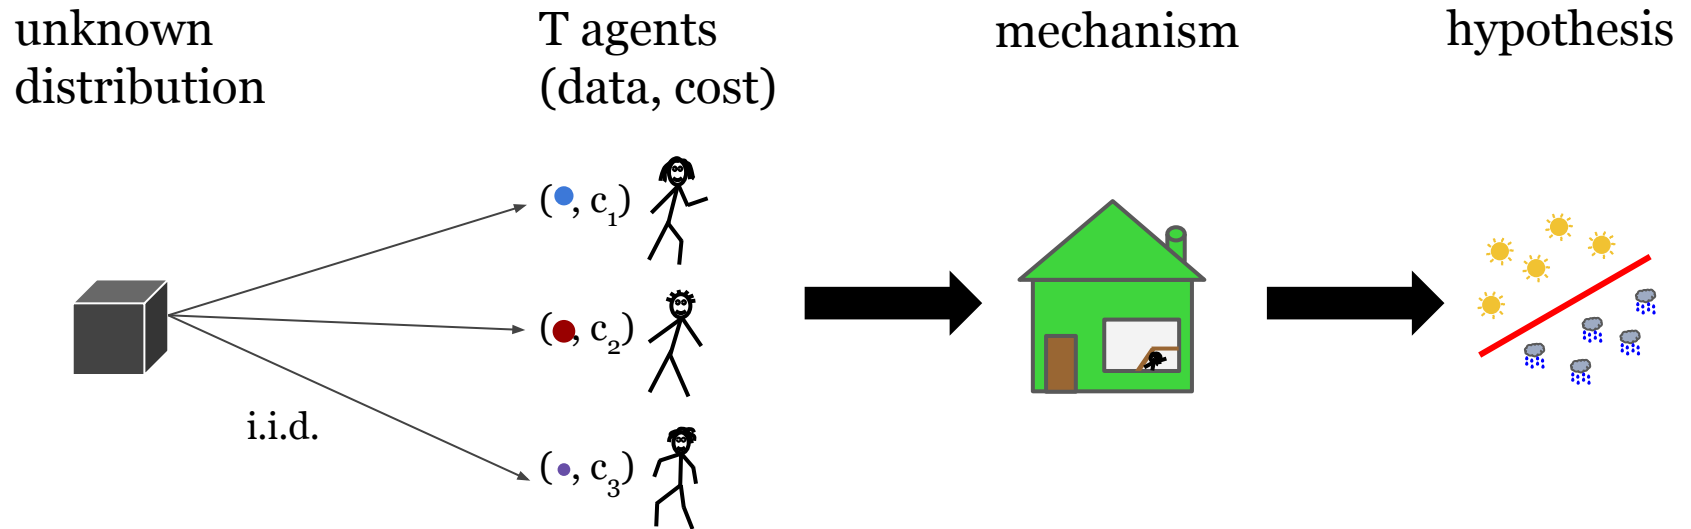 unknown
distribution
T agents
(data, cost)
mechanism
hypothesis
( , c₁)
( , c₂)
( , c₃)
i.i.d.